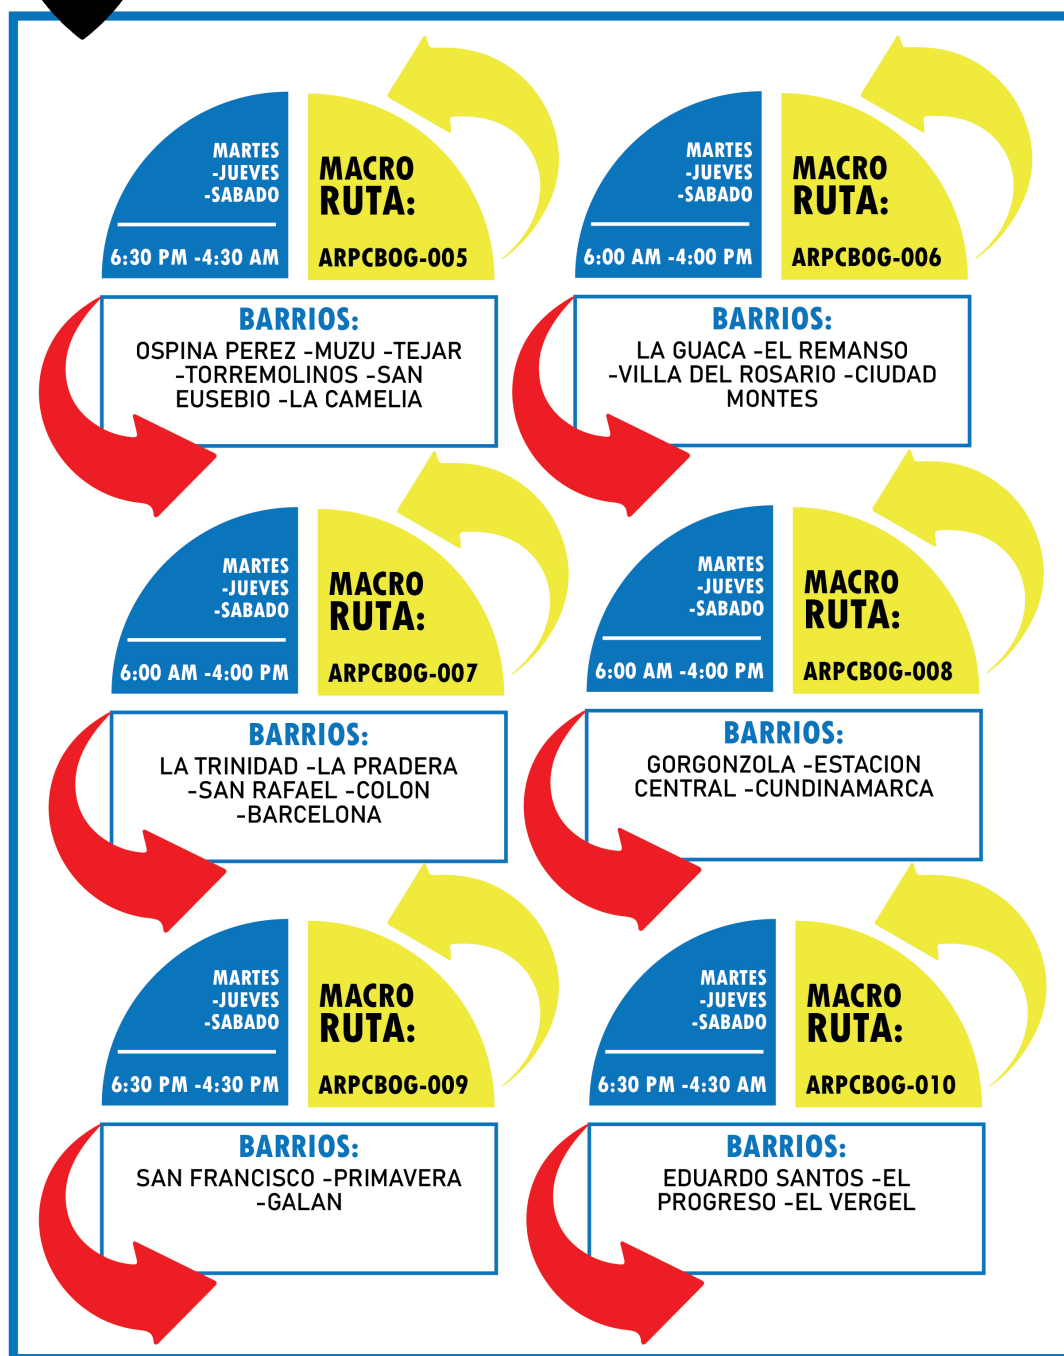 MARTES
-JUEVES
-SABADO
6:30 PM -4:30 AM
MACRO
RUTA:
ARPCBOG-005
BARRIOS:
OSPINA PEREZ -MUZU -TEJAR
-TORREMOLINOS -SAN
EUSEBIO -LA CAMELIA
MARTES
-JUEVES
-SABADO
6:00 AM -4:00 PM
MACRO
RUTA:
ARPCBOG-006
BARRIOS:
LA GUACA -EL REMANSO
-VILLA DEL ROSARIO -CIUDAD
MONTES
MARTES
-JUEVES
-SABADO
6:00 AM -4:00 PM
MACRO
RUTA:
ARPCBOG-007
BARRIOS:
LA TRINIDAD -LA PRADERA
-SAN RAFAEL -COLON
-BARCELONA
MARTES
-JUEVES
-SABADO
6:00 AM -4:00 PM
MACRO
RUTA:
ARPCBOG-008
BARRIOS:
GORGONZOLA -ESTACION
CENTRAL -CUNDINAMARCA
MARTES
-JUEVES
-SABADO
6:30 PM -4:30 PM
MACRO
RUTA:
ARPCBOG-009
BARRIOS:
SAN FRANCISCO -PRIMAVERA
-GALAN
MARTES
-JUEVES
-SABADO
6:30 PM -4:30 AM
MACRO
RUTA:
ARPCBOG-010
BARRIOS:
EDUARDO SANTOS -EL
PROGRESO -EL VERGEL